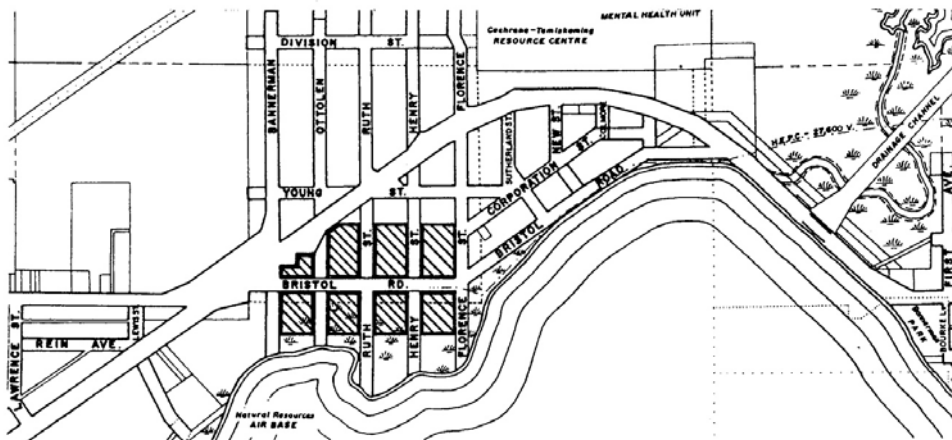 MENTAL HEALTH UNIT
Cochrane-Temiskaming
RESOURCE CENTRE
DIVISION ST.
BANNERMAN
OTTOLEN
RUTH
HENRY
FLORENCE
SUTHERLAND ST.
NEW ST.
COLMORE
H.E.P.C. - 27,600 V.
DRAINAGE CHANNEL
YOUNG ST.
CORPORATION ST.
BRISTOL ROAD
ST.
ST.
ST.
BRISTOL RD.
RUTH
HENRY
FLORENCE
LAWRENCE ST.
REIN AVE.
LEWIS ST.
FIRST
AVE
Bannerman
PARK
BOURKE
Natural Resources
AIR BASE